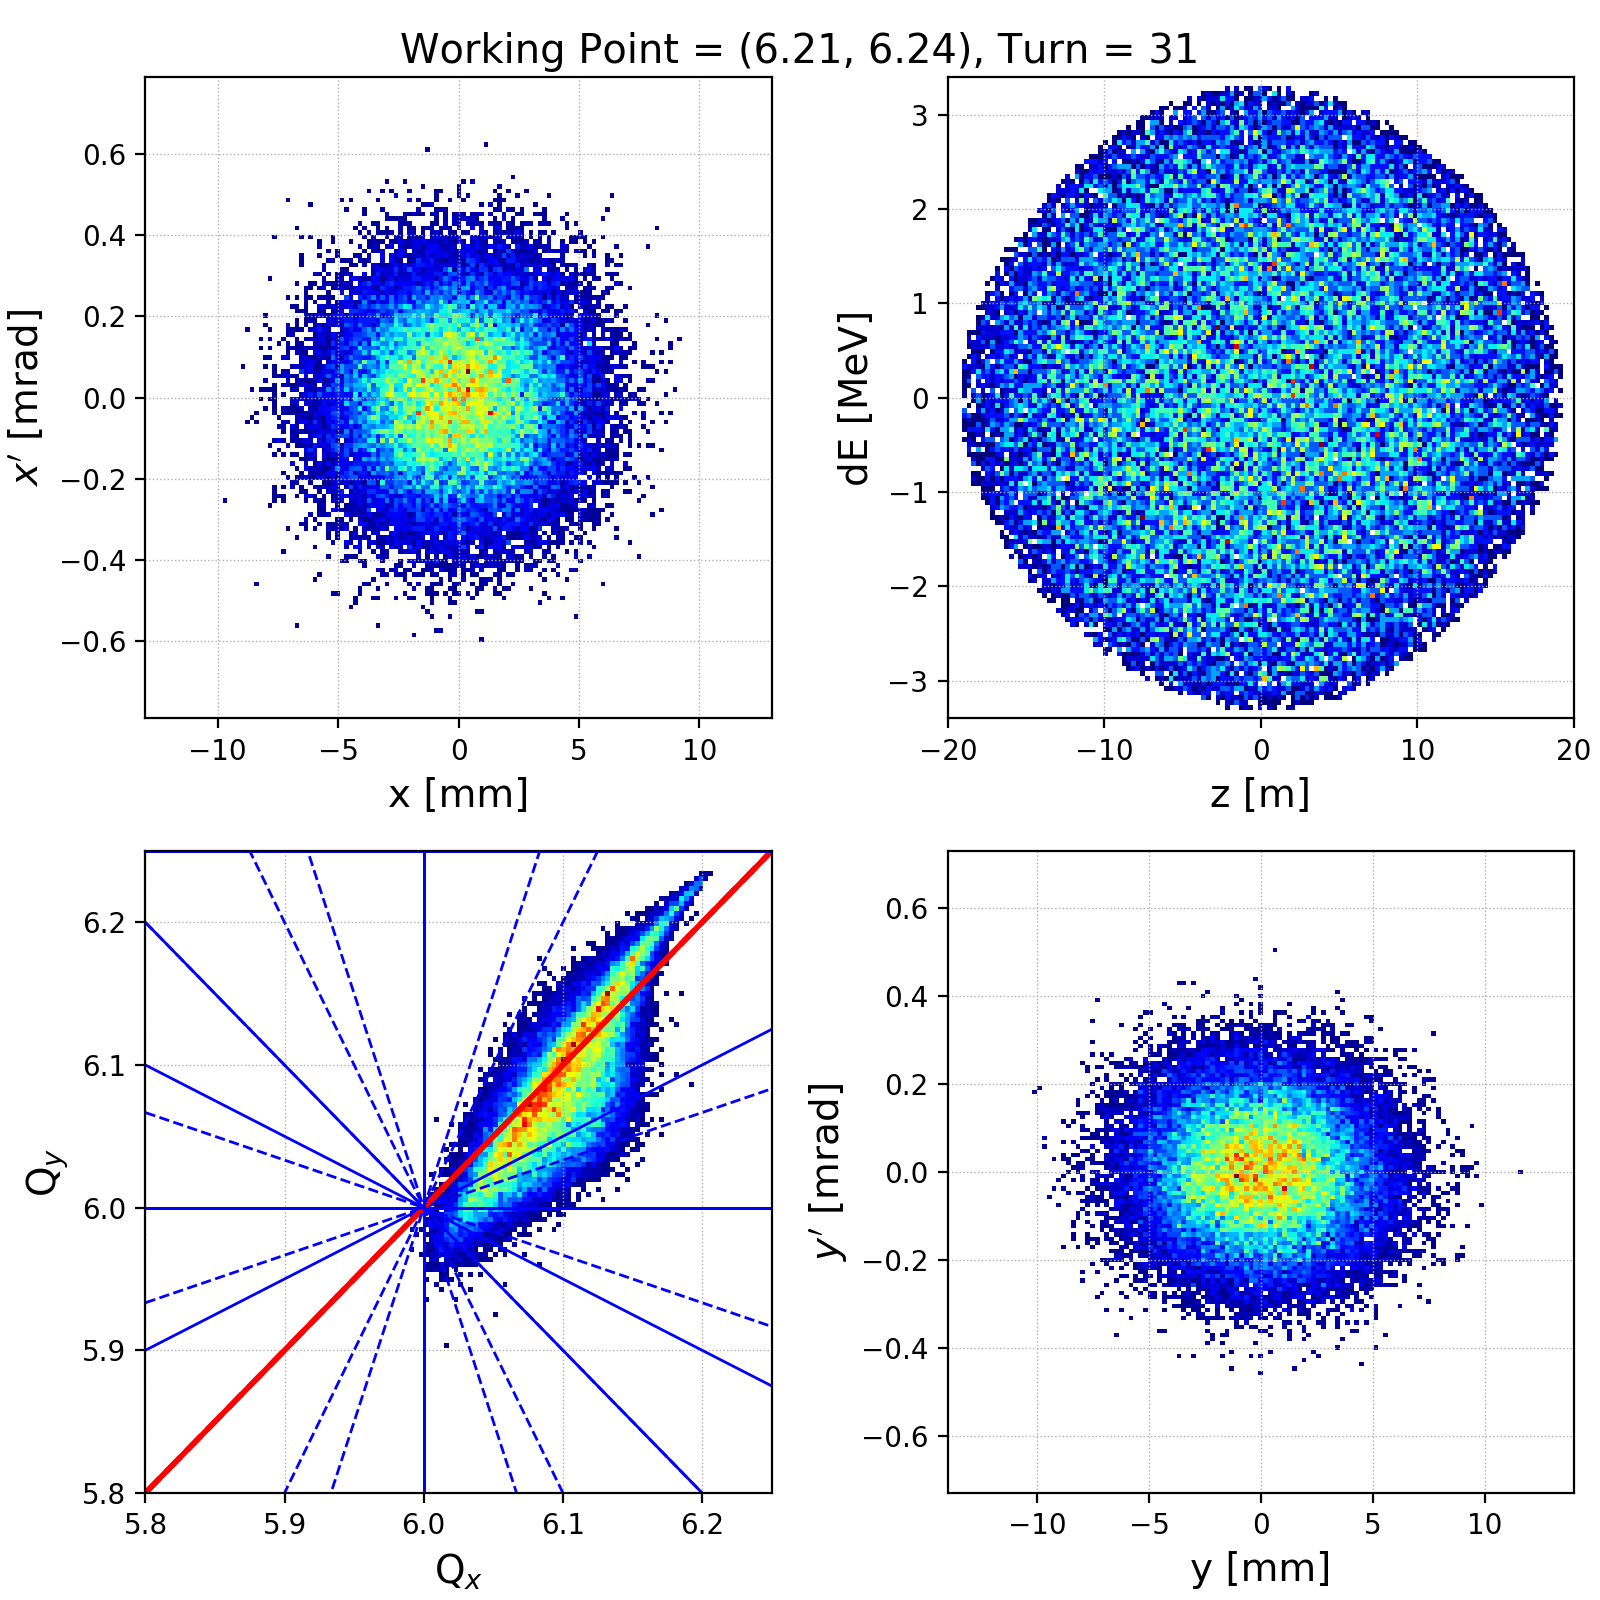 Working Point = (6.21, 6.24), Turn = 31
0.6
0.4
0.2
0.0
−0.2
−0.4
−0.6
x′ [mrad]
−10 −5 0 5 10
x [mm]
3
2
1
0
−1
−2
−3
dE [MeV]
−20 −10 0 10 20
z [m]
6.2
6.1
6.0
5.9
5.8
Qy
5.8 5.9 6.0 6.1 6.2
Qx
0.6
0.4
0.2
0.0
−0.2
−0.4
−0.6
y′ [mrad]
−10 −5 0 5 10
y [mm]